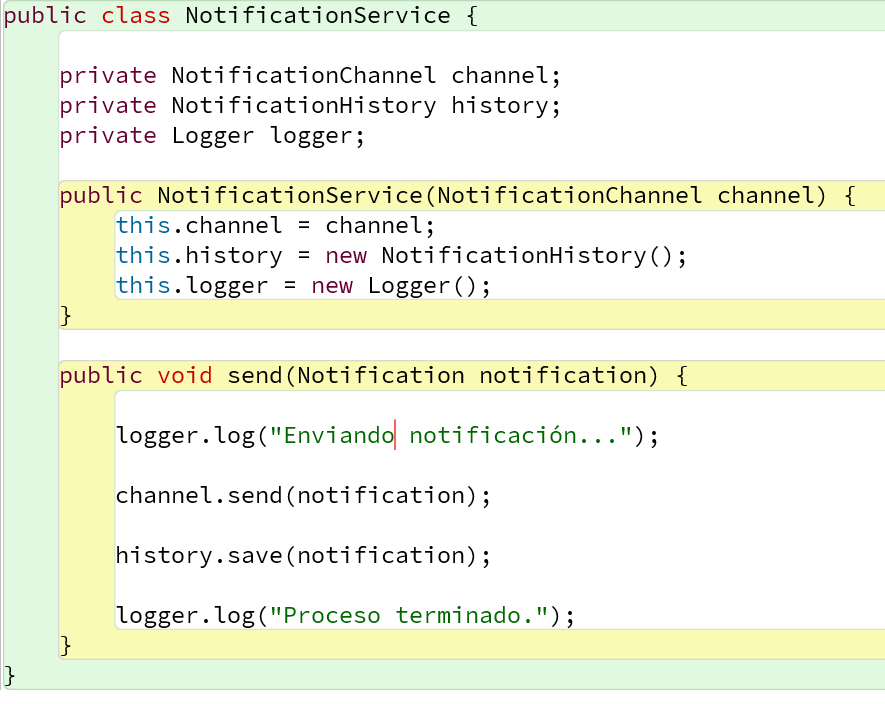 public class NotificationService {
private NotificationChannel channel;
private NotificationHistory history;
private Logger logger;
public NotificationService(NotificationChannel channel) {
this.channel = channel;
this.history = new NotificationHistory();
this.logger = new Logger();
}
public void send(Notification notification) {
logger.log("Enviando notificación...");
channel.send(notification);
history.save(notification);
logger.log("Proceso terminado.");
}
}